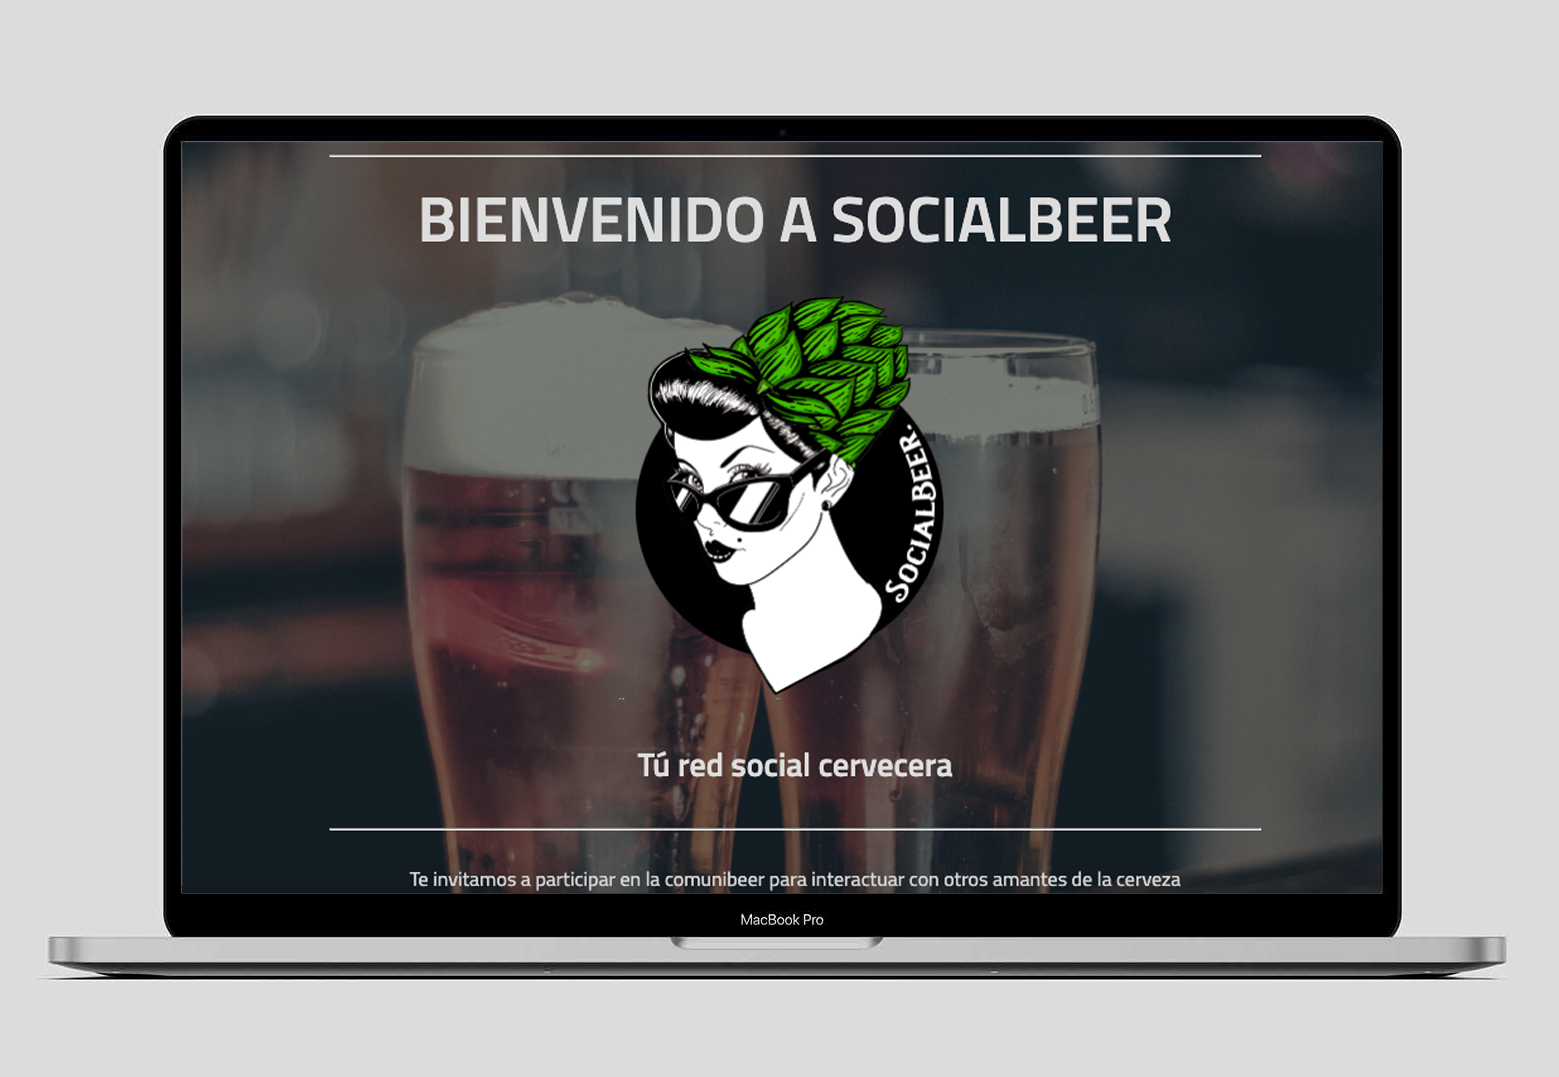 BIENVENIDO A SOCIALBEER
SOCIALBEER.
Tú red social cervecera
Te invitamos a participar en la comunibeer para interactuar con otros amantes de la cerveza
MacBook Pro